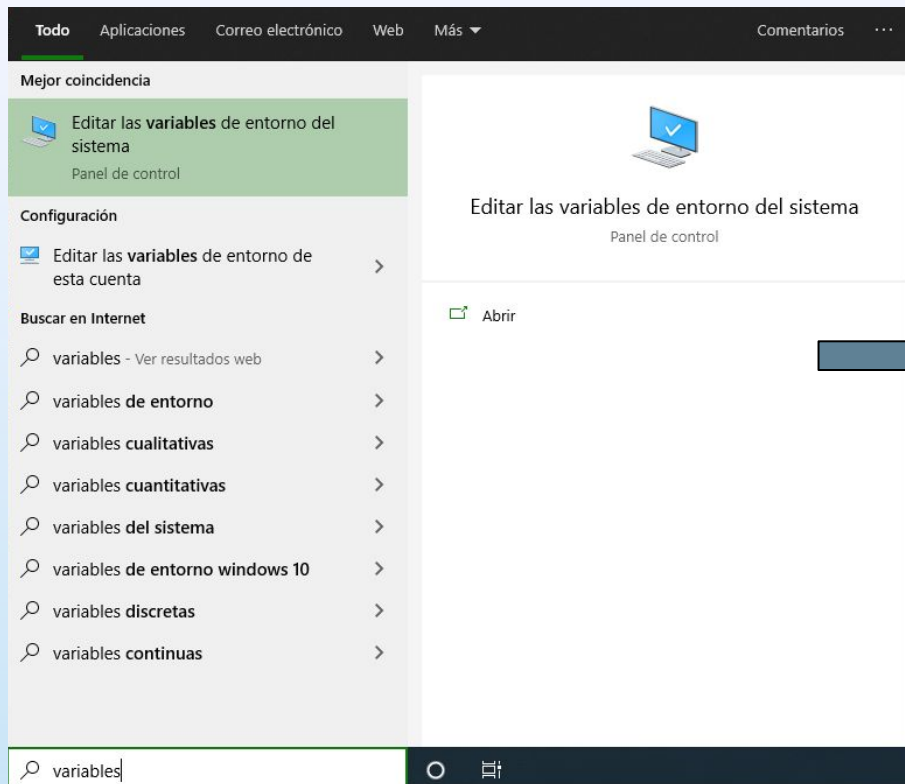 Todo Aplicaciones Correo electrónico Web Más Comentarios ...
Mejor coincidencia
Editar las variables de entorno del
sistema
Panel de control
Configuración
Editar las variables de entorno de
esta cuenta
Buscar en Internet
variables - Ver resultados web
variables de entorno
variables cualitativas
variables cuantitativas
variables del sistema
variables de entorno windows 10
variables discretas
variables continuas
variables
Editar las variables de entorno del sistema
Panel de control
Abrir